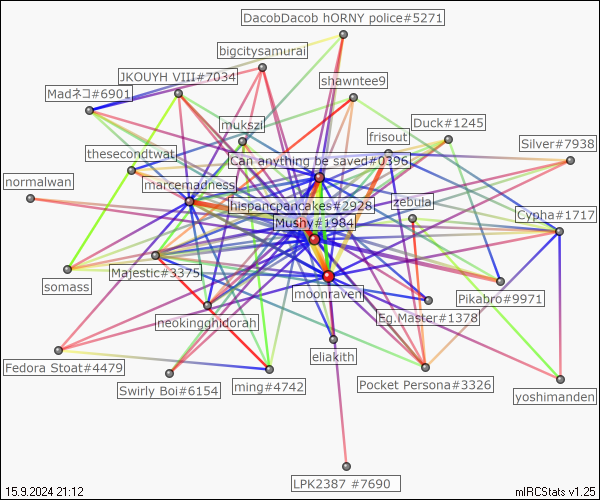 DacobDacob hORNY police#5271
bigcitysamurai
JKOUYH VIII#7034
shawntee9
Madネコ#6901
mukszi
Duck#1245
frisout
Silver#7938
thesecondtwat
Can anything be saved#0396
normalwan
marcemadness
zebula
hispancpancakes#2928
Cypha#1717
Mushy#1984
Majestic#3375
somass
moonraven
Pikabro#9971
neokingghidorah
Eg.Master#1378
eliakith
Fedora Stoat#4479
Swirly Boi#6154
ming#4742
Pocket Persona#3326
yoshimanden
LPK2387 #7690
15.9.2024 21:12
mIRCStats v1.25